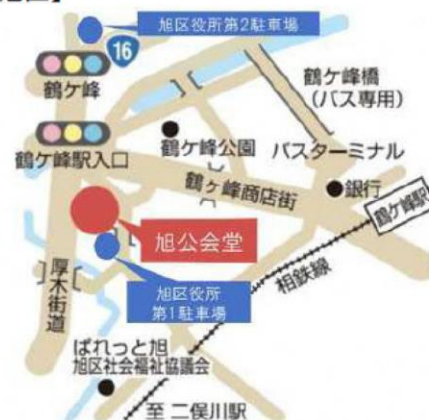 旭区役所第2駐車場
16
鶴ケ峰
鶴ケ峰橋
(バス専用)
鶴ケ峰駅入口
鶴ケ峰公園
バスターミナル
鶴ヶ峰商店街
銀行
鶴ケ峰駅
旭公会堂
厚木街道
旭区役所
第1駐車場
相鉄線
ぱれっと旭
旭区社会福祉協議会
至 二俣川駅